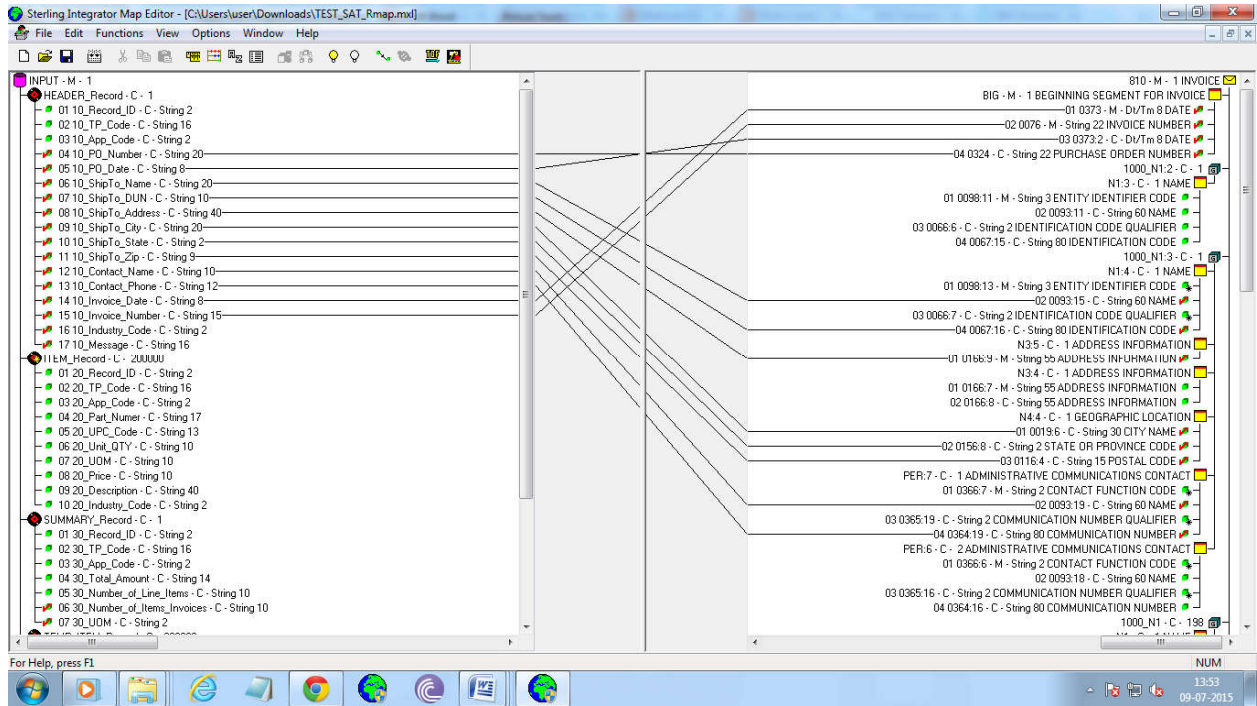 Sterling Integrator Map Editor - [C:\Users\user\Downloads\TEST_SAT_Rmap.mxl]
File Edit Functions View Options Window Help
INPUT - M - 1
HEADER_Record - C - 1
01 10_Record_ID - C - String 2
02 10_TP_Code - C - String 16
03 10_App_Code - C - String 2
04 10_PO_Number - C - String 20
05 10_PO_Date - C - String 8
06 10_ShipTo_Name - C - String 20
07 10_ShipTo_DUN - C - String 10
08 10_ShipTo_Address - C - String 40
09 10_ShipTo_City - C - String 20
10 10_ShipTo_State - C - String 2
11 10_ShipTo_Zip - C - String 9
12 10_Contact_Name - C - String 10
13 10_Contact_Phone - C - String 12
14 10_Invoice_Date - C - String 8
15 10_Invoice_Number - C - String 15
16 10_Industry_Code - C - String 2
17 10_Message - C - String 16
ITEM_Record - C - 200000
01 20_Record_ID - C - String 2
02 20_TP_Code - C - String 16
03 20_App_Code - C - String 2
04 20_Part_Numer - C - String 17
05 20_UPC_Code - C - String 13
06 20_Unit_QTY - C - String 10
07 20_UOM - C - String 10
08 20_Price - C - String 10
09 20_Description - C - String 40
10 20_Industry_Code - C - String 2
SUMMARY_Record - C - 1
01 30_Record_ID - C - String 2
02 30_TP_Code - C - String 16
03 30_App_Code - C - String 2
04 30_Total_Amount - C - String 14
05 30_Number_of_Line_Items - C - String 10
06 30_Number_of_Items_Invoices - C - String 10
07 30_UOM - C - String 2
810 - M - 1 INVOICE
BIG - M - 1 BEGINNING SEGMENT FOR INVOICE
01 0373 - M - Dt/Tm 8 DATE
02 0076 - M - String 22 INVOICE NUMBER
03 0373:2 - C - Dt/Tm 8 DATE
04 0324 - C - String 22 PURCHASE ORDER NUMBER
1000_N1:2 - C - 1
N1:3 - C - 1 NAME
01 0098:11 - M - String 3 ENTITY IDENTIFIER CODE
02 0093:11 - C - String 60 NAME
03 0066:6 - C - String 2 IDENTIFICATION CODE QUALIFIER
04 0067:15 - C - String 80 IDENTIFICATION CODE
1000_N1:3 - C - 1
N1:4 - C - 1 NAME
01 0098:13 - M - String 3 ENTITY IDENTIFIER CODE
02 0093:15 - C - String 60 NAME
03 0066:7 - C - String 2 IDENTIFICATION CODE QUALIFIER
04 0067:16 - C - String 80 IDENTIFICATION CODE
N3:5 - C - 1 ADDRESS INFORMATION
01 0166:9 - M - String 55 ADDRESS INFORMATION
N3:4 - C - 1 ADDRESS INFORMATION
01 0166:7 - M - String 55 ADDRESS INFORMATION
02 0166:8 - C - String 55 ADDRESS INFORMATION
N4:4 - C - 1 GEOGRAPHIC LOCATION
01 0019:6 - C - String 30 CITY NAME
02 0156:8 - C - String 2 STATE OR PROVINCE CODE
03 0116:4 - C - String 15 POSTAL CODE
PER:7 - C - 1 ADMINISTRATIVE COMMUNICATIONS CONTACT
01 0366:7 - M - String 2 CONTACT FUNCTION CODE
02 0093:19 - C - String 60 NAME
03 0365:19 - C - String 2 COMMUNICATION NUMBER QUALIFIER
04 0364:19 - C - String 80 COMMUNICATION NUMBER
PER:6 - C - 2 ADMINISTRATIVE COMMUNICATIONS CONTACT
01 0366:6 - M - String 2 CONTACT FUNCTION CODE
02 0093:18 - C - String 60 NAME
03 0365:16 - C - String 2 COMMUNICATION NUMBER QUALIFIER
04 0364:16 - C - String 80 COMMUNICATION NUMBER
1000_N1 - C - 198
For Help, press F1
NUM
13:53
09-07-2015